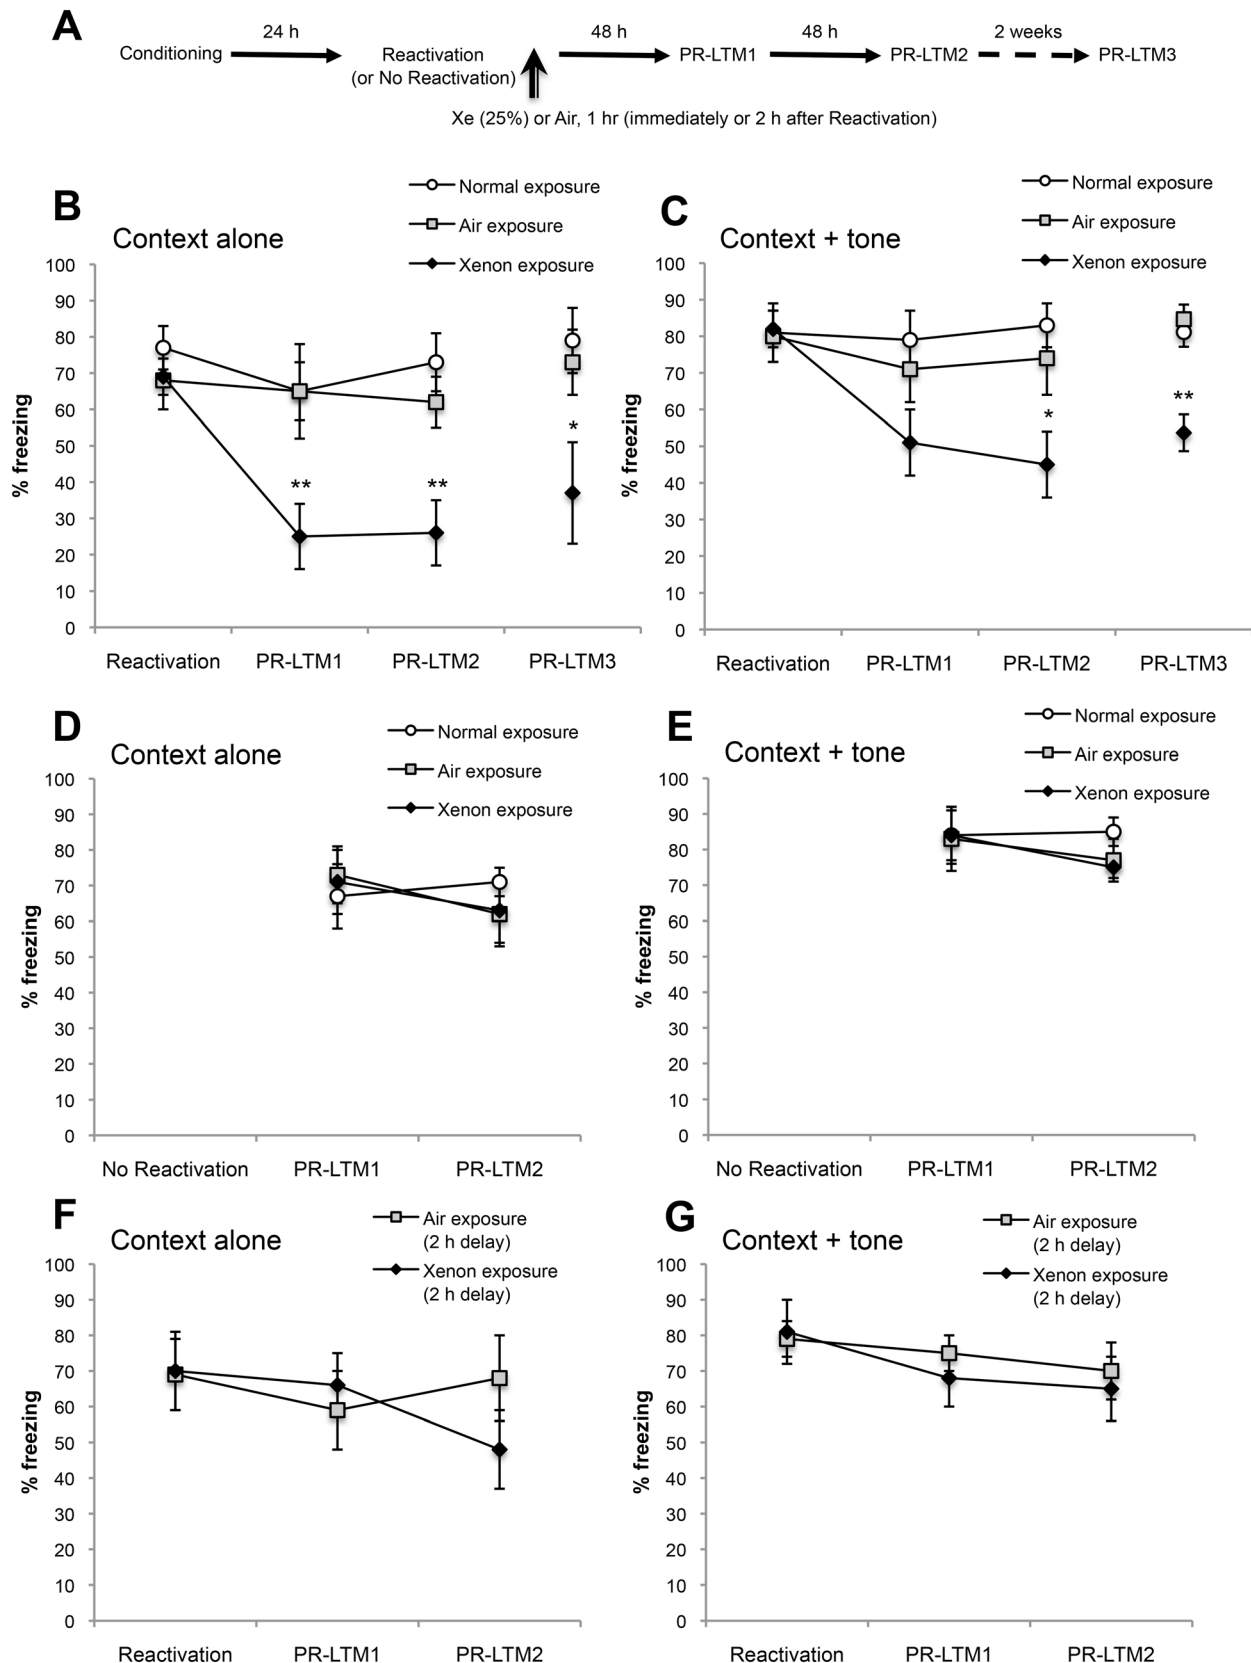 A
24 h
48 h
48 h
2 weeks
Conditioning
Reactivation
(or No Reactivation)
PR-LTM1
PR-LTM2
PR-LTM3
Xe (25%) or Air, 1 hr (immediately or 2 h after Reactivation)
B
Context alone
Normal exposure
Air exposure
Xenon exposure
% freezing
100
90
80
70
60
50
40
30
20
10
0
**
**
*
Reactivation
PR-LTM1
PR-LTM2
PR-LTM3
C
Context + tone
Normal exposure
Air exposure
Xenon exposure
% freezing
100
90
80
70
60
50
40
30
20
10
0
*
**
Reactivation
PR-LTM1
PR-LTM2
PR-LTM3
D
Context alone
Normal exposure
Air exposure
Xenon exposure
% freezing
100
90
80
70
60
50
40
30
20
10
0
No Reactivation
PR-LTM1
PR-LTM2
E
Context + tone
Normal exposure
Air exposure
Xenon exposure
% freezing
100
90
80
70
60
50
40
30
20
10
0
No Reactivation
PR-LTM1
PR-LTM2
F
Context alone
Air exposure
(2 h delay)
Xenon exposure
(2 h delay)
% freezing
100
90
80
70
60
50
40
30
20
10
0
Reactivation
PR-LTM1
PR-LTM2
G
Context + tone
Air exposure
(2 h delay)
Xenon exposure
(2 h delay)
% freezing
100
90
80
70
60
50
40
30
20
10
0
Reactivation
PR-LTM1
PR-LTM2